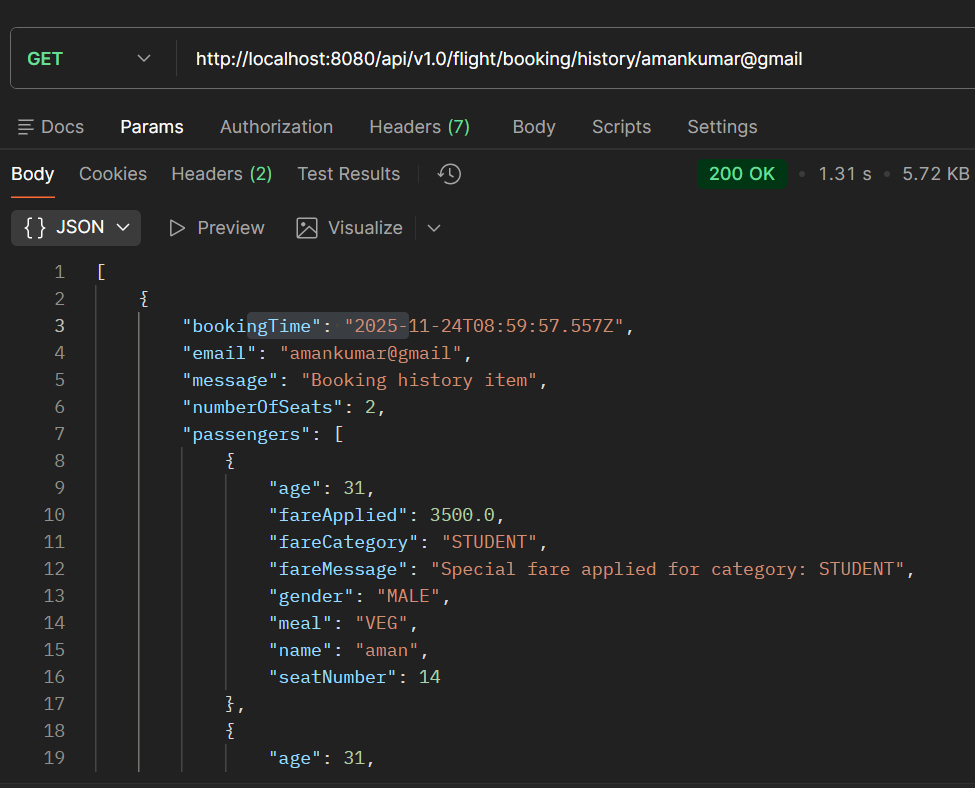 GET http://localhost:8080/api/v1.0/flight/booking/history/amankumar@gmail
Docs Params Authorization Headers (7) Body Scripts Settings
Body Cookies Headers (2) Test Results 200 OK • 1.31 s • 5.72 KB
{} JSON Preview Visualize
1 [
2 {
3 "bookingTime": "2025-11-24T08:59:57.557Z",
4 "email": "amankumar@gmail",
5 "message": "Booking history item",
6 "numberOfSeats": 2,
7 "passengers": [
8 {
9 "age": 31,
10 "fareApplied": 3500.0,
11 "fareCategory": "STUDENT",
12 "fareMessage": "Special fare applied for category: STUDENT",
13 "gender": "MALE",
14 "meal": "VEG",
15 "name": "aman",
16 "seatNumber": 14
17 },
18 {
19 "age": 31,